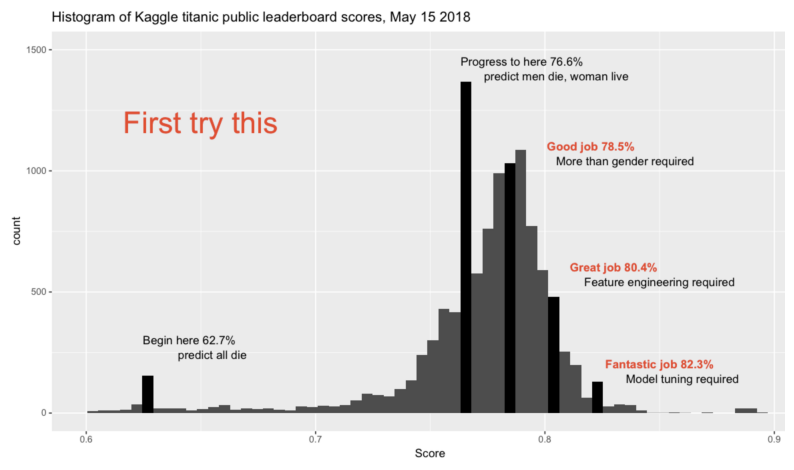 Histogram of Kaggle titanic public leaderboard scores, May 15 2018
1500
Progress to here 76.6%
predict men die, woman live
First try this
Good job 78.5%
More than gender required
1000
count
Great job 80.4%
Feature engineering required
500
Begin here 62.7%
predict all die
Fantastic job 82.3%
Model tuning required
0
0.6
0.7
0.8
0.9
Score